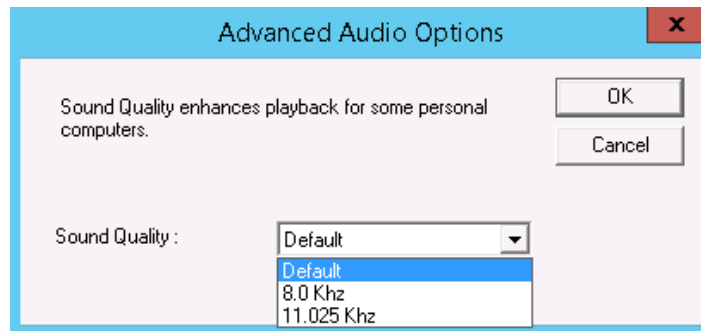 Advanced Audio Options
x
Sound Quality enhances playback for some personal
computers.
OK
Cancel
Sound Quality :
Default
Default
8.0 Khz
11.025 Khz